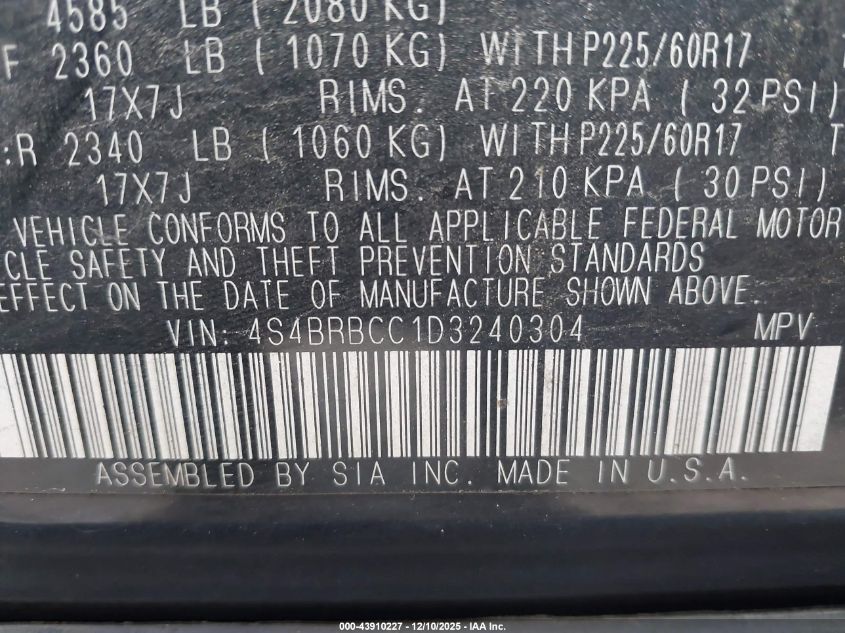 4585 LB ( 2080 KG)
F 2360 LB ( 1070 KG) WITH P225/60R17 T
17X7J RIMS. AT 220 KPA ( 32 PSI)
:R 2340 LB ( 1060 KG) WITH P225/60R17 T
17X7J RIMS. AT 210 KPA ( 30 PSI)
VEHICLE CONFORMS TO ALL APPLICABLE FEDERAL MOTOR
CLE SAFETY AND THEFT PREVENTION STANDARDS
EFFECT ON THE DATE OF MANUFACTURE SHOWN ABOVE.
VIN: 4S4BRBCC1D3240304 MPV
ASSEMBLED BY SIA INC. MADE IN U.S.A.
000-43910227 - 12/10/2025 - IAA Inc.